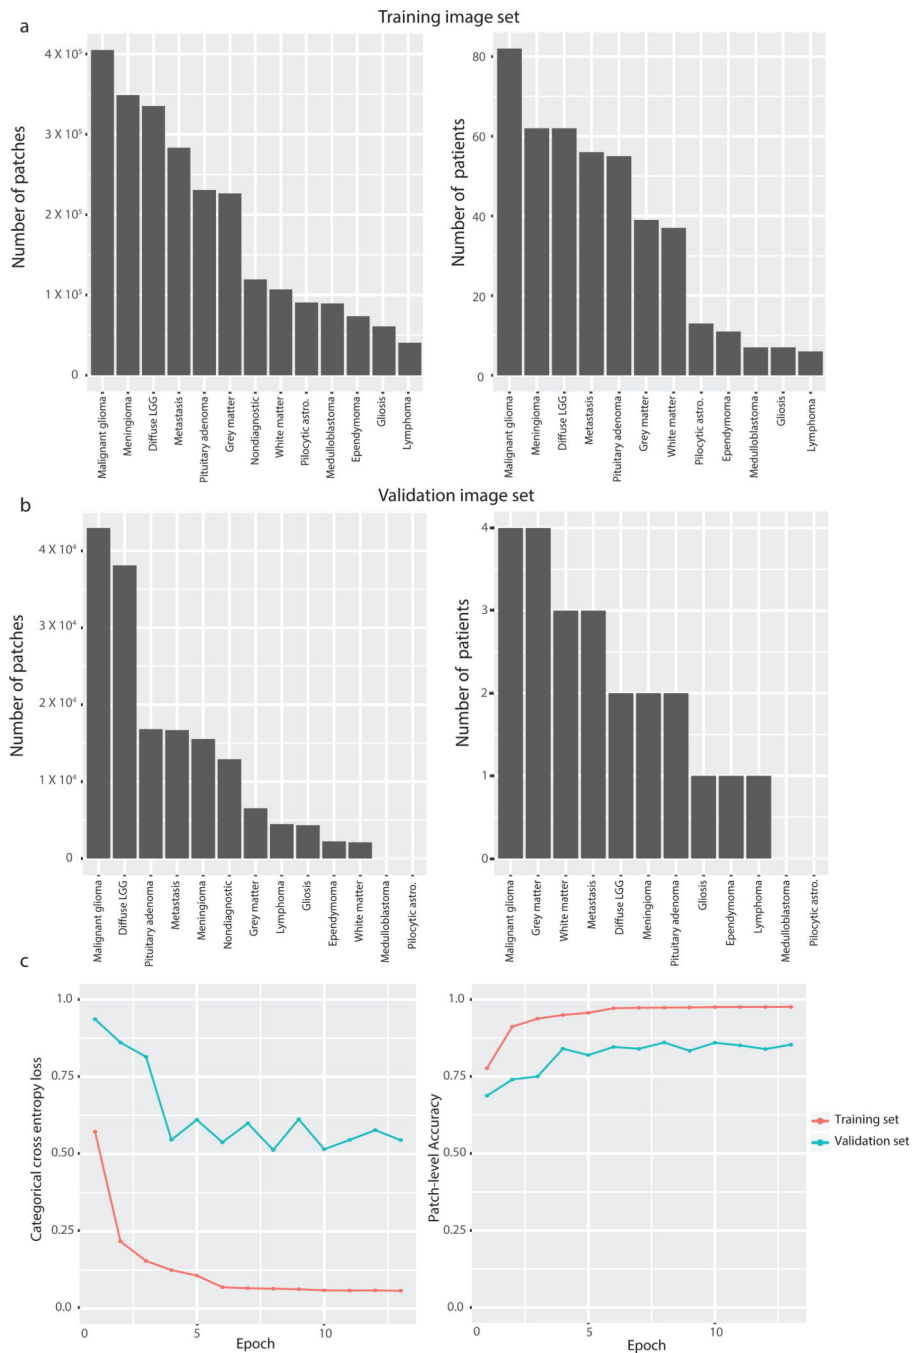 a
Training image set
Number of patches
4 X 10⁵
3 X 10⁵
2 X 10⁵
1 X 10⁵
0
Malignant glioma
Meningioma
Diffuse LGG
Metastasis
Pituitary adenoma
Grey matter
Nondiagnostic
White matter
Pilocytic astro.
Medulloblastoma
Ependymoma
Gliosis
Lymphoma
Number of patients
80
60
40
20
0
Malignant glioma
Meningioma
Diffuse LGG
Metastasis
Pituitary adenoma
Grey matter
White matter
Pilocytic astro.
Ependymoma
Medulloblastoma
Gliosis
Lymphoma
b
Validation image set
Number of patches
4 X 10⁴
3 X 10⁴
2 X 10⁴
1 X 10⁴
0
Malignant glioma
Diffuse LGG
Pituitary adenoma
Metastasis
Meningioma
Nondiagnostic
Grey matter
Lymphoma
Gliosis
Ependymoma
White matter
Medulloblastoma
Pilocytic astro.
Number of patients
4
3
2
1
0
Malignant glioma
Grey matter
White matter
Metastasis
Diffuse LGG
Meningioma
Pituitary adenoma
Gliosis
Ependymoma
Lymphoma
Medulloblastoma
Pilocytic astro.
c
Categorical cross entropy loss
1.0
0.75
0.50
0.25
0.0
0
5
10
Epoch
Patch-level Accuracy
1.0
0.75
0.50
0.25
0.0
0
5
10
Epoch
Training set
Validation set